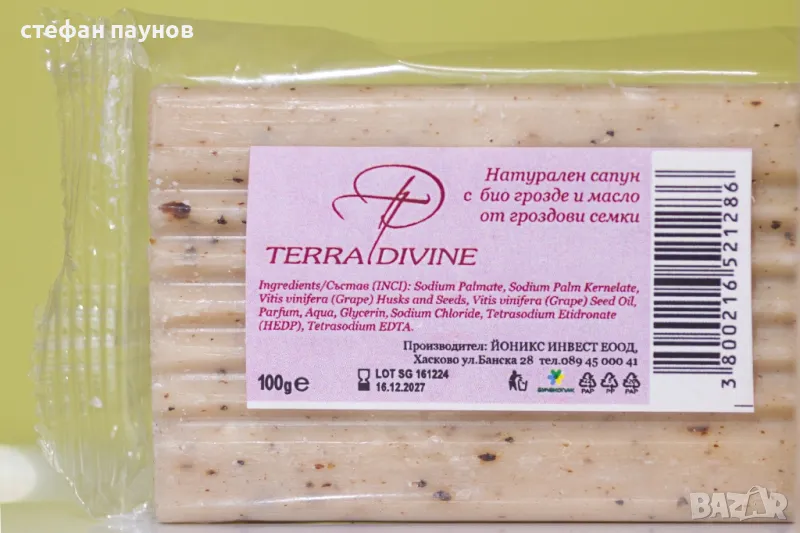 стефан паунов
TERRA DIVINE
Натурален сапун
с био грозде и масло
от гроздови семки
Ingredients/Състав (INCI): Sodium Palmate, Sodium Palm Kernelate,
Vitis vinifera (Grape) Husks and Seeds, Vitis vinifera (Grape) Seed Oil,
Parfum, Aqua, Glycerin, Sodium Chloride, Tetrasodium Etidronate
(HEDP), Tetrasodium EDTA.
Производител: ЙОНИКС ИНВЕСТ ЕООД,
Хасково ул.Банска 28 тел.089 45 000 41
100g e
LOT SG 161224
16.12.2027
3 800216 521286
BAZAR